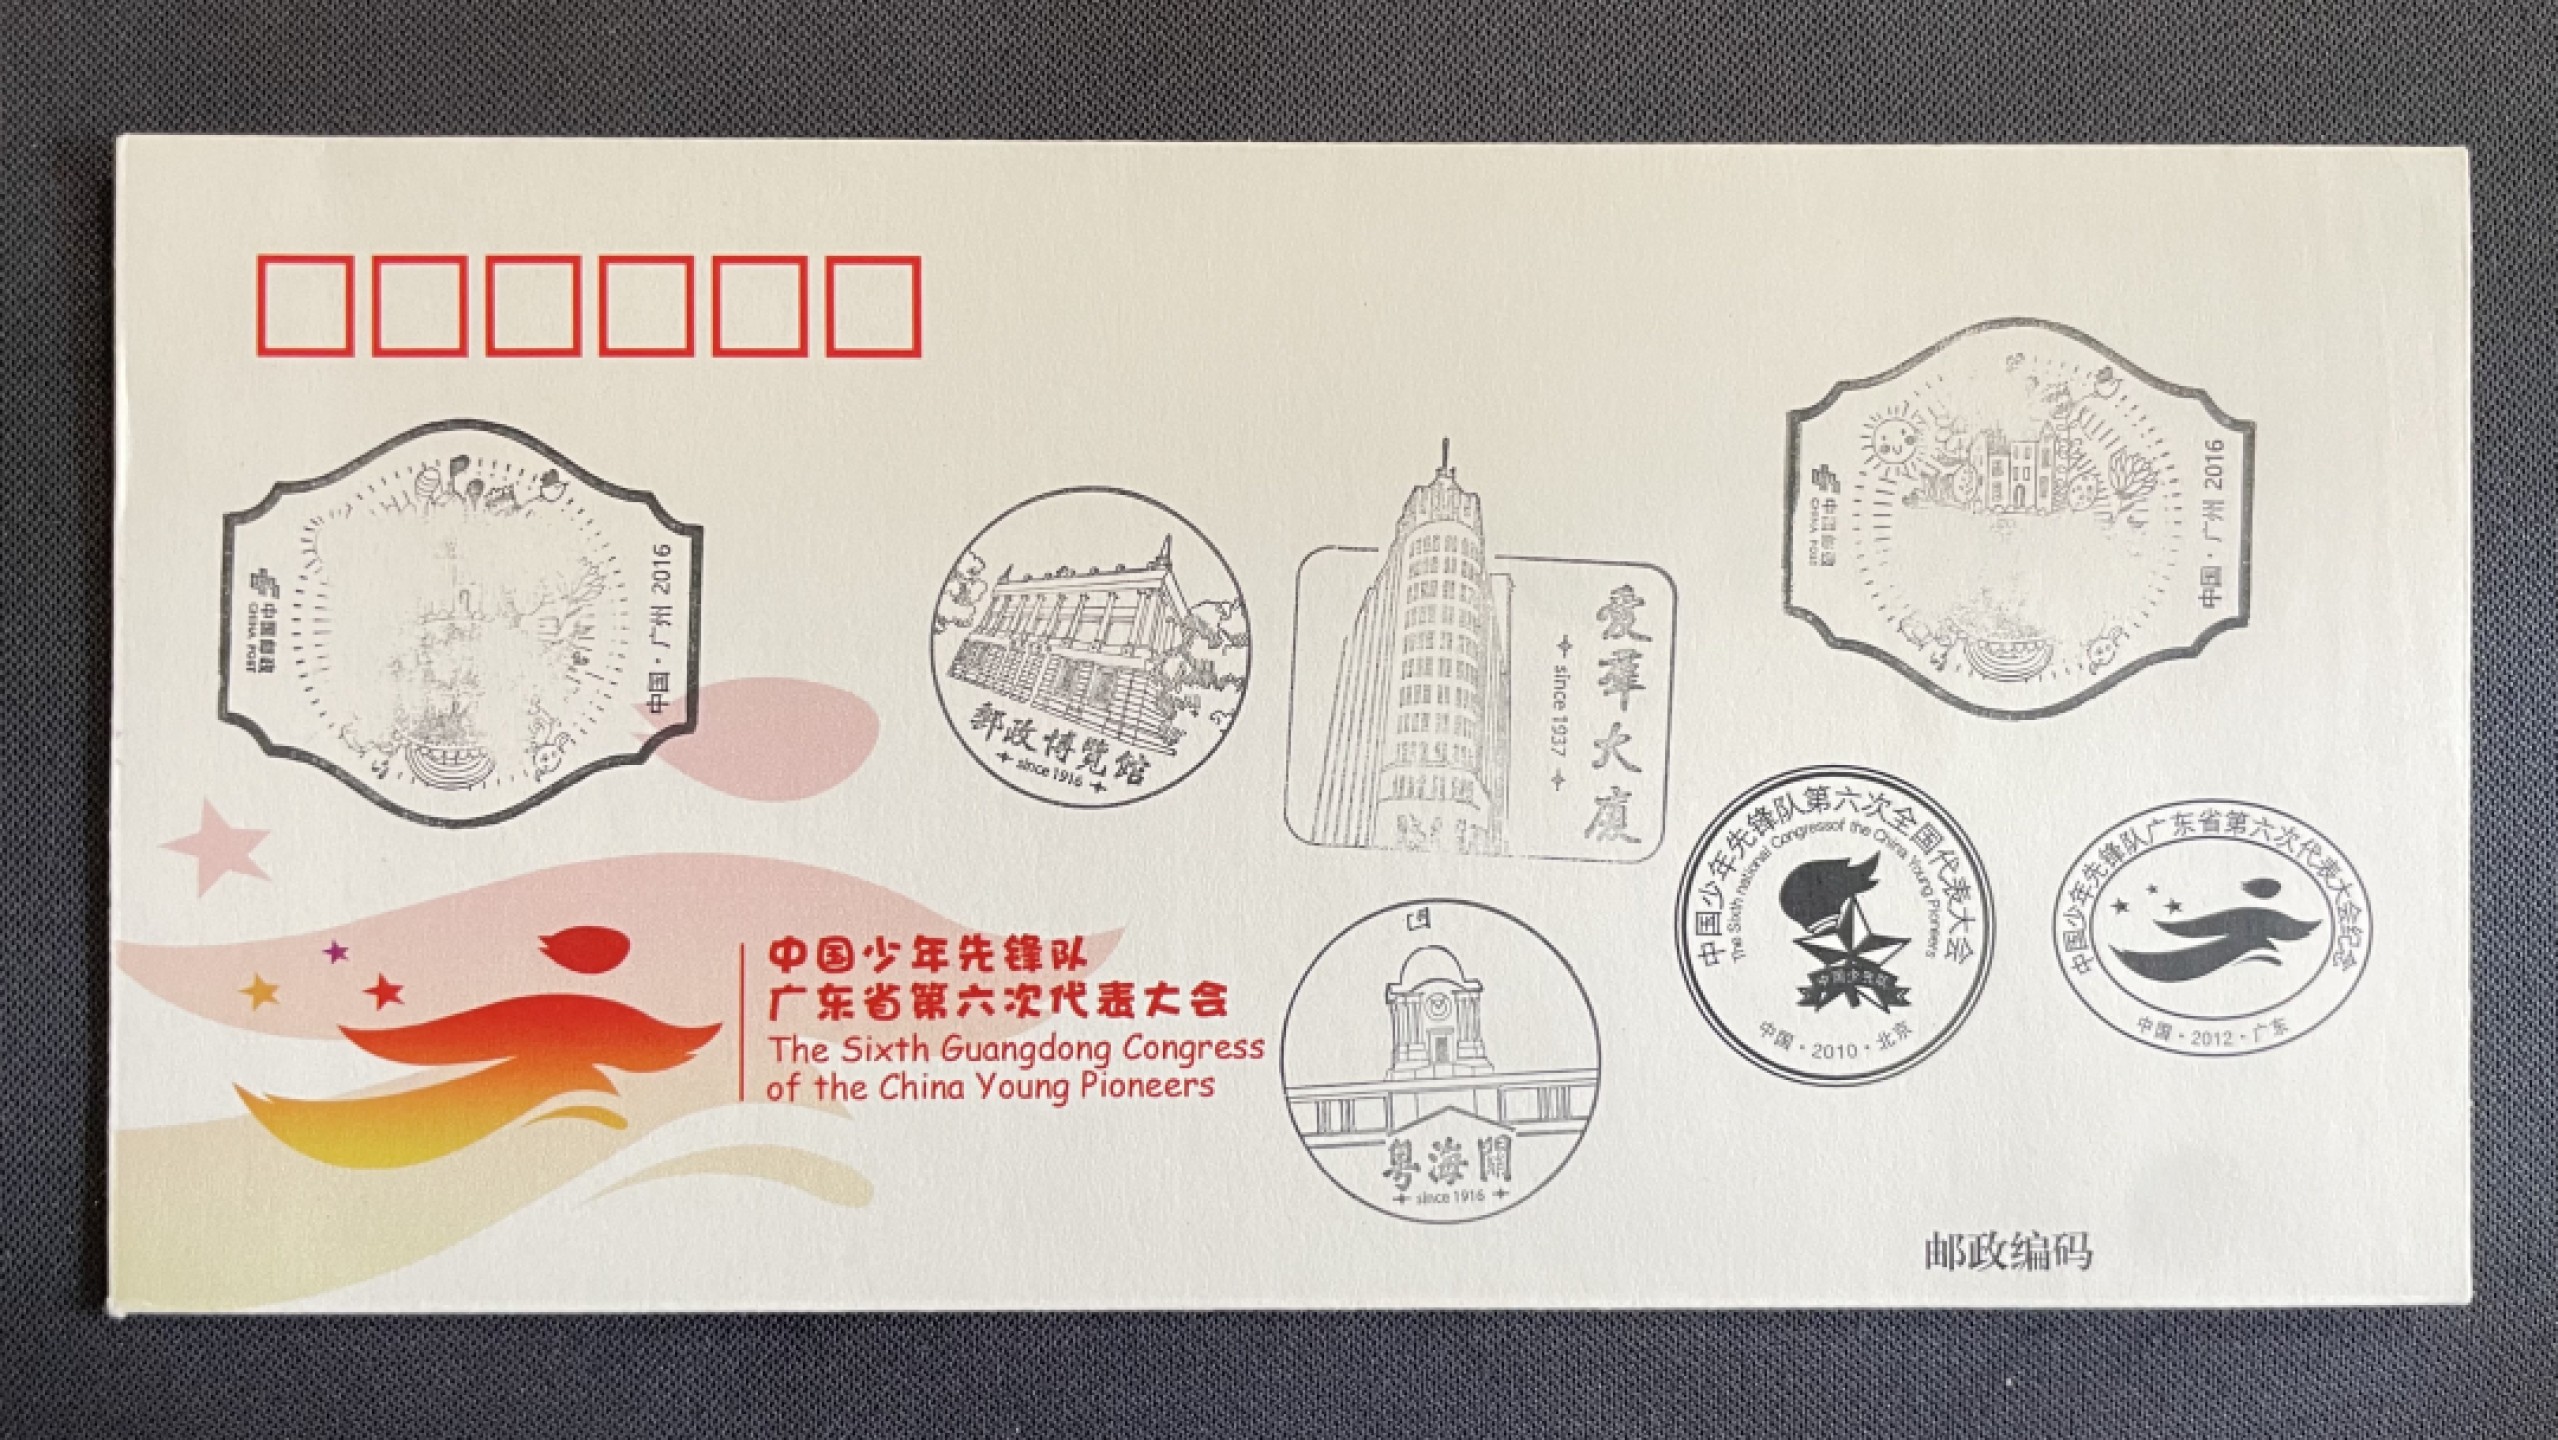 中国邮政
CHINA POST
中国·广州 2016
郵政博覽馆
since 1916
愛羣大廈
since 1937
中国邮政
CHINA POST
中国·广州 2016
中国少年先锋队第六次全国代表大会
The Sixth national Congressof the China Young Pioneers
中国少先队
中国·2010·北京
中国少年先锋队广东省第六次代表大会纪念
中国·2012·广东
中国少年先锋队
广东省第六次代表大会
The Sixth Guangdong Congress
of the China Young Pioneers
粤海關
since 1916
邮政编码